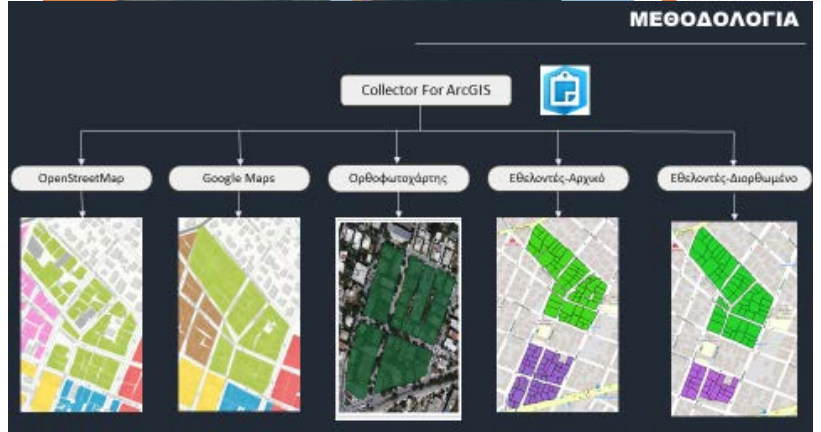 ΜΕΘΟΔΟΛΟΓΙΑ
Collector For ArcGIS
OpenStreetMap
Google Maps
Ορθοφωτοχάρτης
Εθελοντές-Αρχικό
Εθελοντές-Διορθωμένο